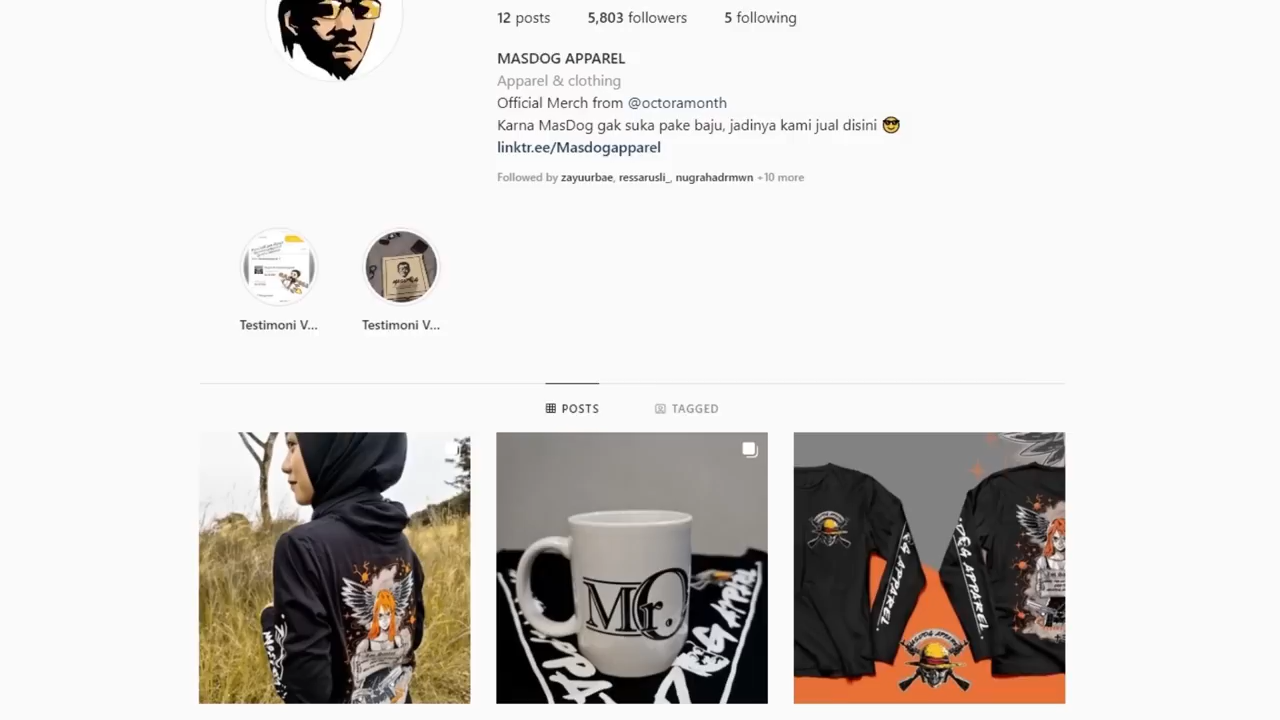 12 posts 5,803 followers 5 following
MASDOG APPAREL
Apparel & clothing
Official Merch from @octoramonth
Karna MasDog gak suka pake baju, jadinya kami jual disini 😎
linktr.ee/Masdogapparel
Followed by zayuurbae, ressarusli_, nugrahadrmwn +10 more
Testimoni V... Testimoni V...
POSTS TAGGED
Mr.O
MASDOG APPAREL